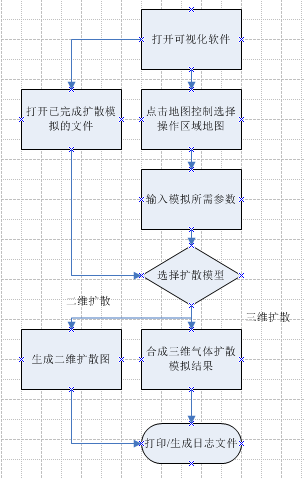 打开可视化软件
打开已完成扩散模
拟的文件
点击地图控制选择
操作区域地图
输入模拟所需参数
选择扩散模型
二维扩散
三维扩散
生成二维扩散图
合成三维气体扩散
模拟结果
打印/生成日志文件